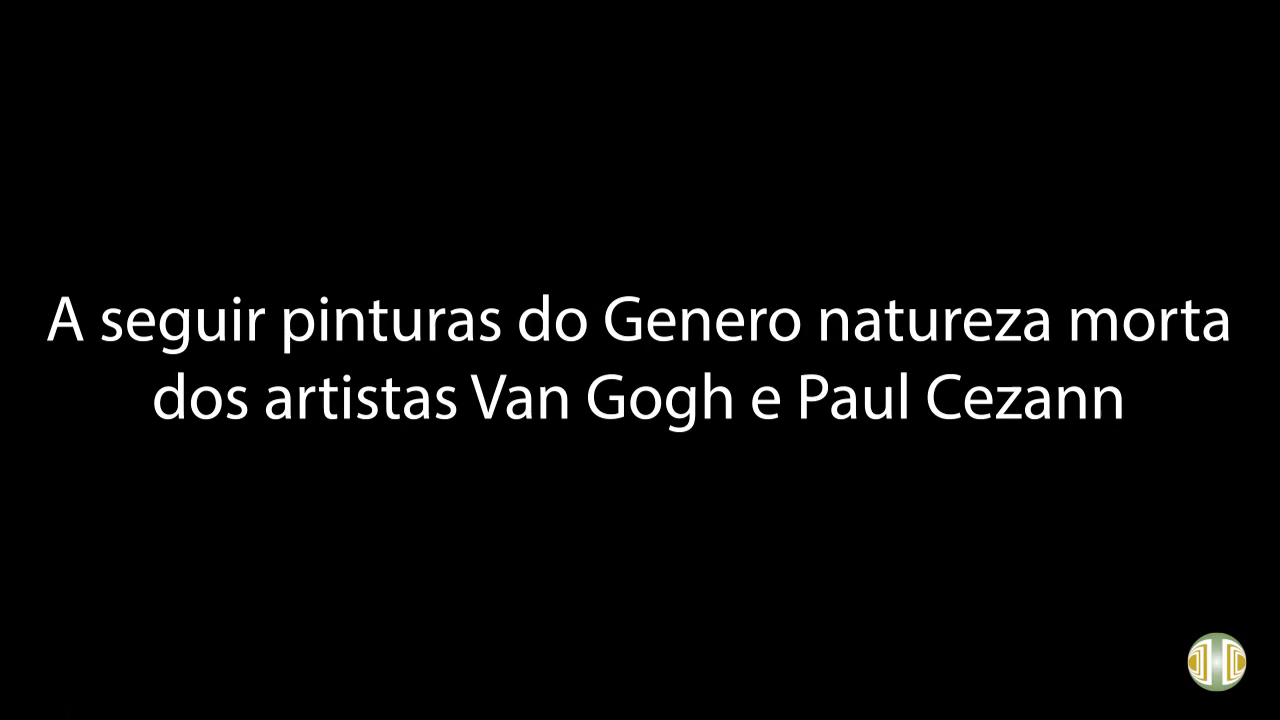 A seguir pinturas do Genero natureza morta
dos artistas Van Gogh e Paul Cezann